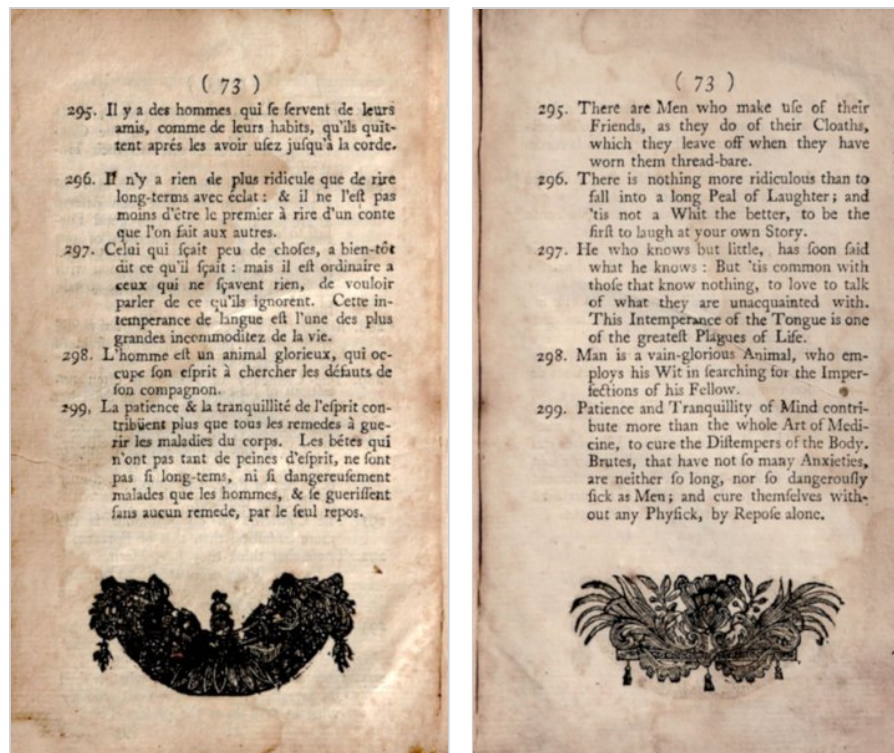 ( 73 )
295. Il y a des hommes qui ſe ſervent de leurs
amis, comme de leurs habits, qu'ils quit-
tent aprés les avoir uſez juſqu'à la corde.
296. Il n'y a rien de plus ridicule que de rire
long-terms avec éclat : & il ne l'eſt pas
moins d'être le premier à rire d'un conte
que l'on fait aux autres.
297. Celui qui ſçait peu de choſes, a bien-tôt
dit ce qu'il ſçait : mais il eſt ordinaire a
ceux qui ne ſçavent rien, de vouloir
parler de ce qu'ils ignorent. Cette in-
temperance de langue eſt l'une des plus
grandes incommoditez de la vie.
298. L'homme eſt un animal glorieux, qui oc-
cupe ſon eſprit à chercher les défauts de
ſon compagnon.
299, La patience & la tranquillité de l'eſprit con-
tribüent plus que tous les remedes à gue-
rir les maladies du corps. Les bêtes qui
n'ont pas tant de peines d'eſprit, ne ſont
pas ſi long-tems, ni ſi dangereuſement
malades que les hommes, & ſe gueriſſent
ſans aucun remede, par le ſeul repos.
( 73 )
295. There are Men who make uſe of their
Friends, as they do of their Cloaths,
which they leave off when they have
worn them thread-bare.
296. There is nothing more ridiculous than to
fall into a long Peal of Laughter; and
'tis not a Whit the better, to be the
firſt to laugh at your own Story.
297. He who knows but little, has ſoon ſaid
what he knows : But 'tis common with
thoſe that know nothing, to love to talk
of what they are unacquainted with.
This Intemperance of the Tongue is one
of the greateſt Plagues of Life.
298. Man is a vain-glorious Animal, who em-
ploys his Wit in ſearching for the Imper-
fections of his Fellow.
299. Patience and Tranquillity of Mind contri-
bute more than the whole Art of Medi-
cine, to cure the Diſtempers of the Body.
Brutes, that have not ſo many Anxieties,
are neither ſo long, nor ſo dangerouſly
ſick as Men; and cure themſelves with-
out any Phyſick, by Repoſe alone.